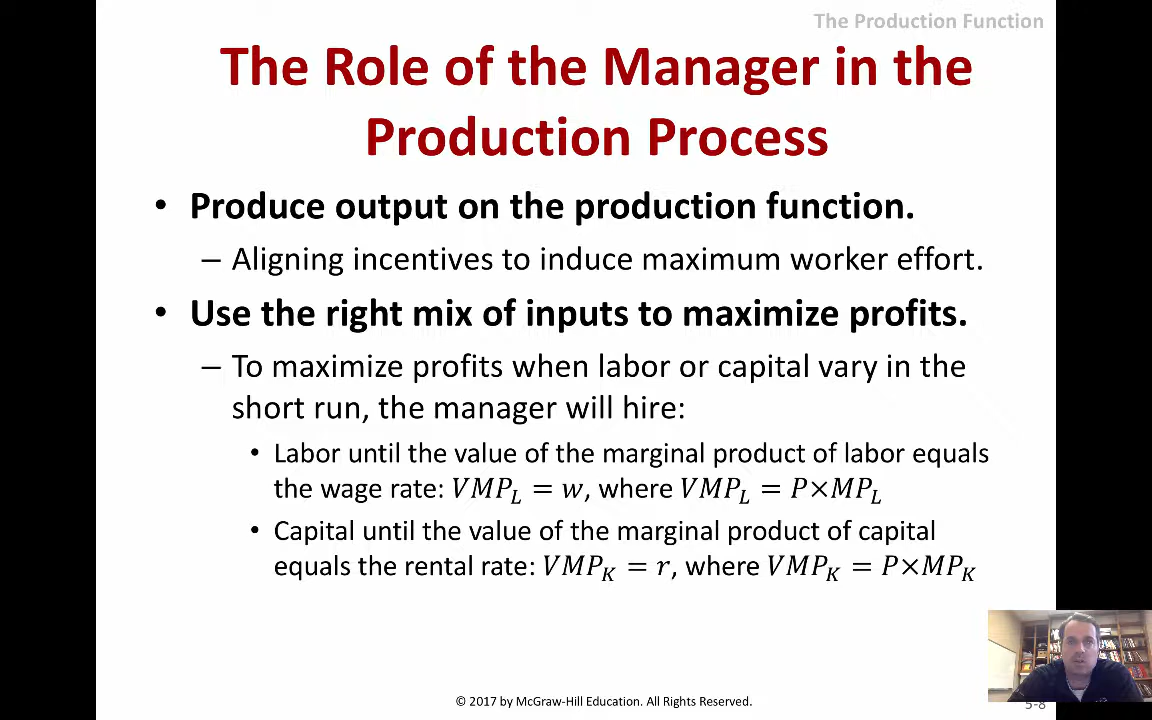 The Production Function
The Role of the Manager in the
Production Process
• Produce output on the production function.
– Aligning incentives to induce maximum worker effort.
• Use the right mix of inputs to maximize profits.
– To maximize profits when labor or capital vary in the
short run, the manager will hire:
• Labor until the value of the marginal product of labor equals
the wage rate: VMP_L = w, where VMP_L = P×MP_L
• Capital until the value of the marginal product of capital
equals the rental rate: VMP_K = r, where VMP_K = P×MP_K
© 2017 by McGraw-Hill Education. All Rights Reserved.
5-8